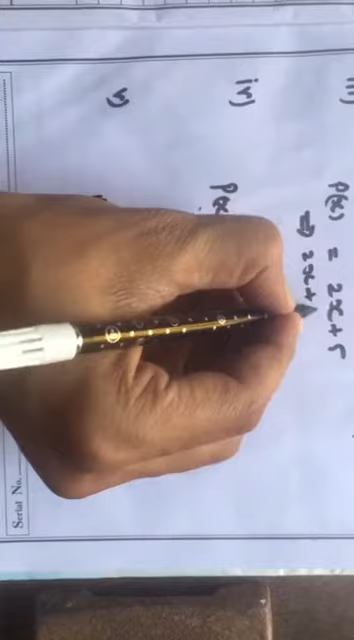 iii)
P(x) = 2x+5
⇒ 2x+
iv)
P(x
v)
Serial No.